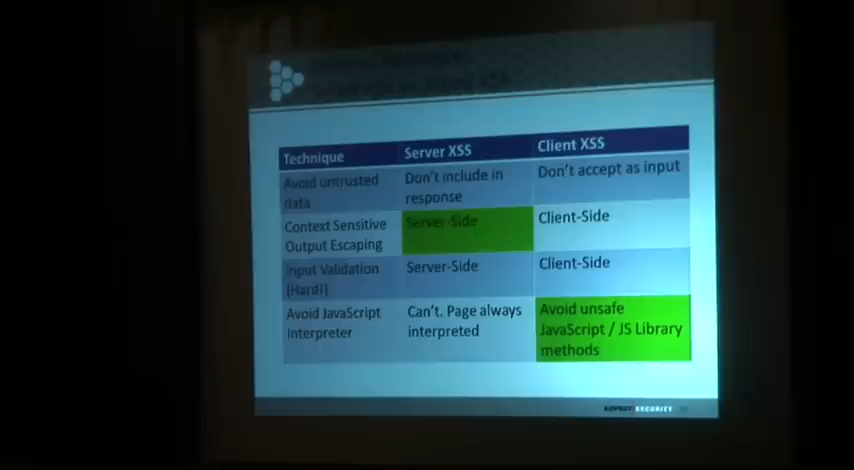 Technique Server XSS Client XSS
Avoid untrusted
data
Don't include in
response
Don't accept as input
Context Sensitive
Output Escaping
Server-Side
Client-Side
Input Validation
(Hard!)
Server-Side
Client-Side
Avoid JavaScript
Interpreter
Can't. Page always
interpreted
Avoid unsafe
JavaScript / JS Library
methods
SECURITY